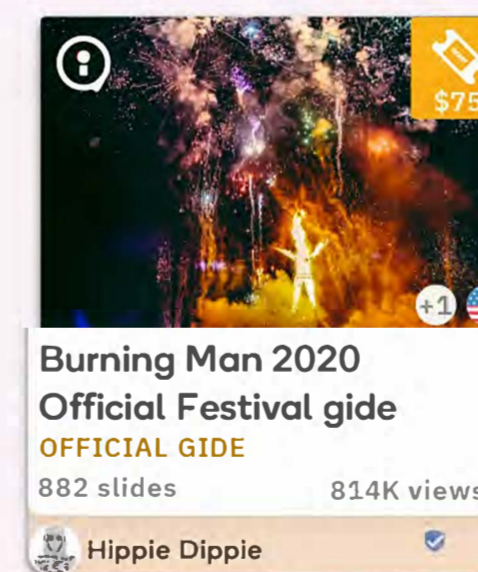 $75
+1
Burning Man 2020
Official Festival gide
OFFICIAL GIDE
882 slides
814K views
Hippie Dippie